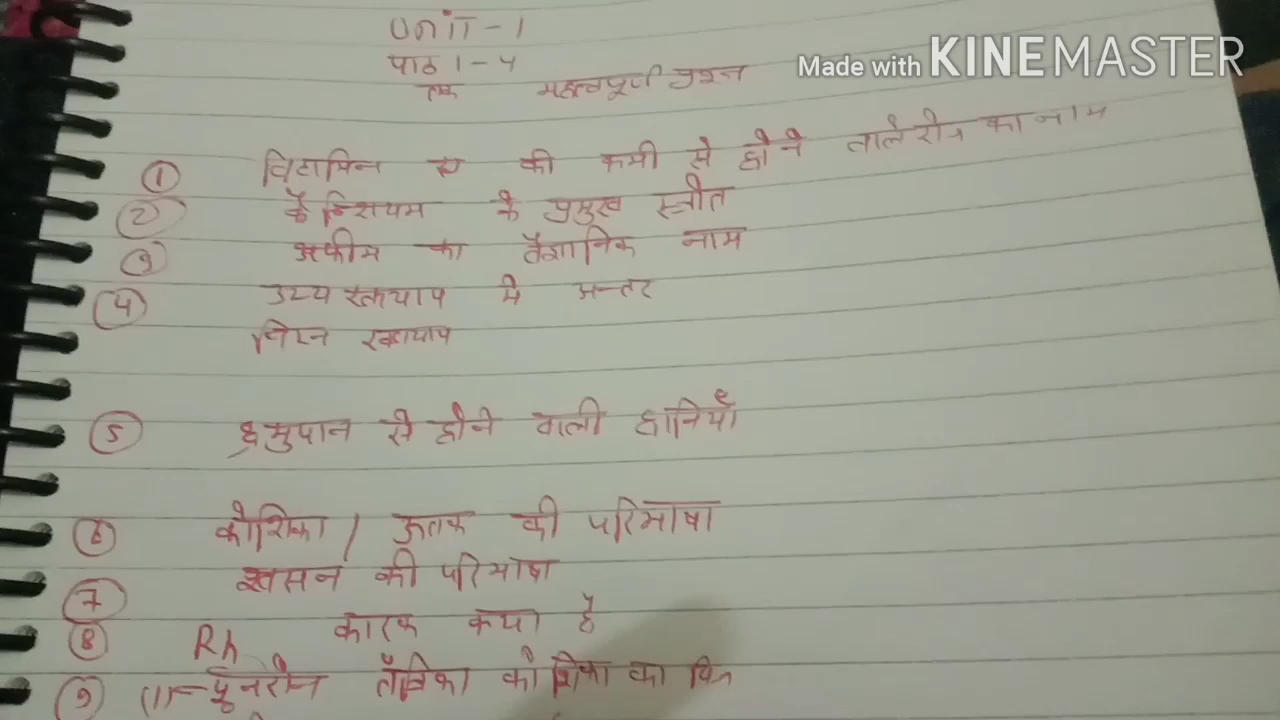 Unit - 1
Made with KINEMASTER
पाठ 1 - 4
तक महत्वपूर्ण प्रश्न
① विटामिन ए की कमी से होने वाले रोग का नाम
② कैल्शियम के प्रमुख स्त्रौत
③ अफीम का वैज्ञानिक नाम
④ उच्च रक्तचाप मे अन्तर
निम्न रक्तचाप
⑤ ध्रुमुपान से होने वाली हानियाँ
⑥ कोशिका / ऊतक की परिभाषा
⑦ श्वसन की परिभाषा
⑧ Rh कारक क्या है
⑨ (1) - यूनरोन तंत्रिका कोशिका का चित्र